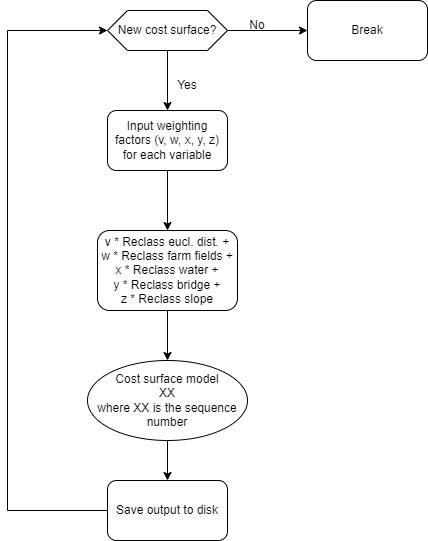 New cost surface?
No
Break
Yes
Input weighting
factors (v, w, x, y, z)
for each variable
v * Reclass eucl. dist. +
w * Reclass farm fields +
x * Reclass water +
y * Reclass bridge +
z * Reclass slope
Cost surface model
XX
where XX is the sequence
number
Save output to disk